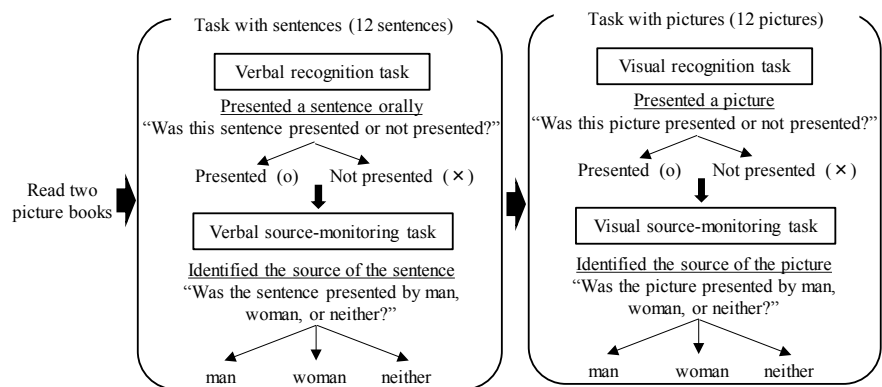 Read two
picture books
Task with sentences (12 sentences)
Verbal recognition task
Presented a sentence orally
“Was this sentence presented or not presented?”
Presented (o) Not presented (×)
Verbal source-monitoring task
Identified the source of the sentence
“Was the sentence presented by man,
woman, or neither?”
man woman neither
Task with pictures (12 pictures)
Visual recognition task
Presented a picture
“Was this picture presented or not presented?”
Presented (o) Not presented (×)
Visual source-monitoring task
Identified the source of the picture
“Was the picture presented by man,
woman, or neither?”
man woman neither